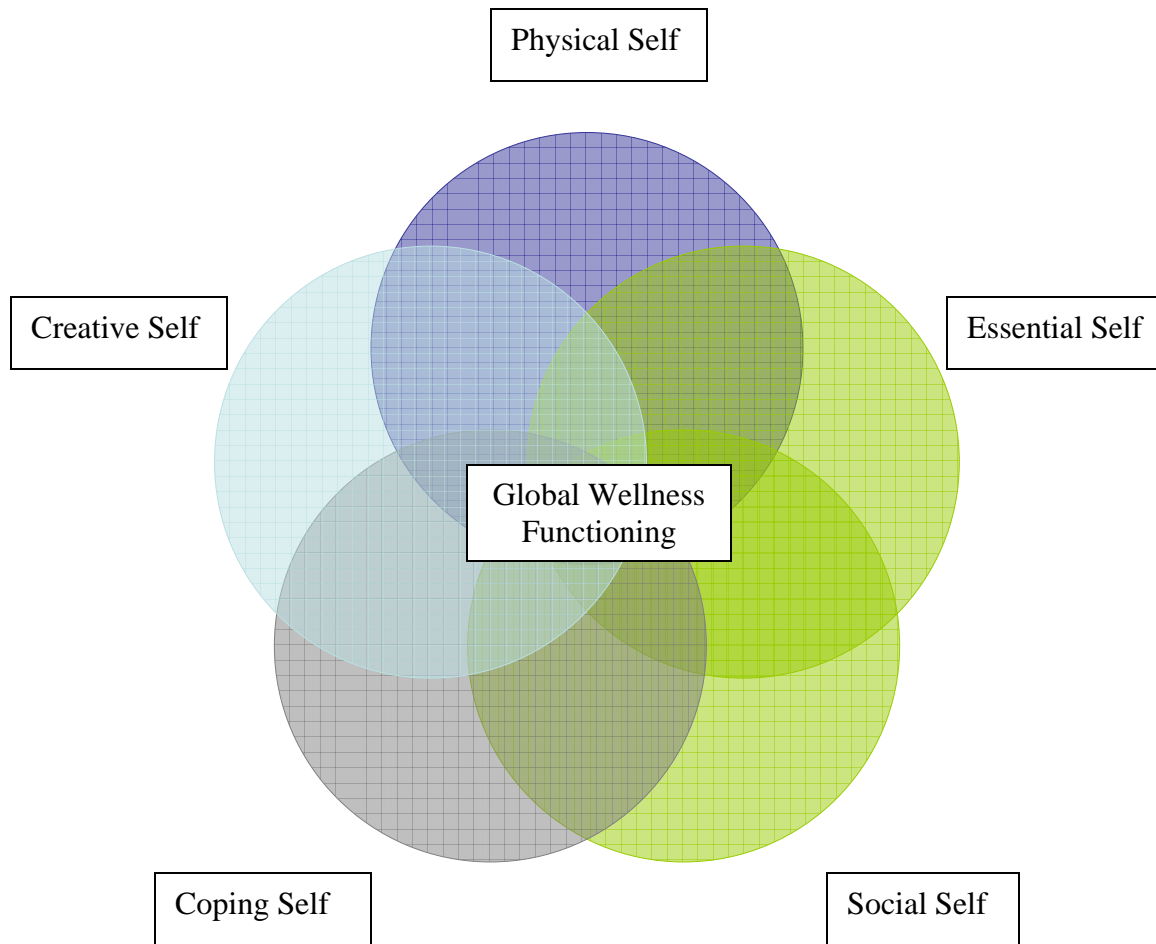 Physical Self
Creative Self
Essential Self
Global Wellness
Functioning
Coping Self
Social Self